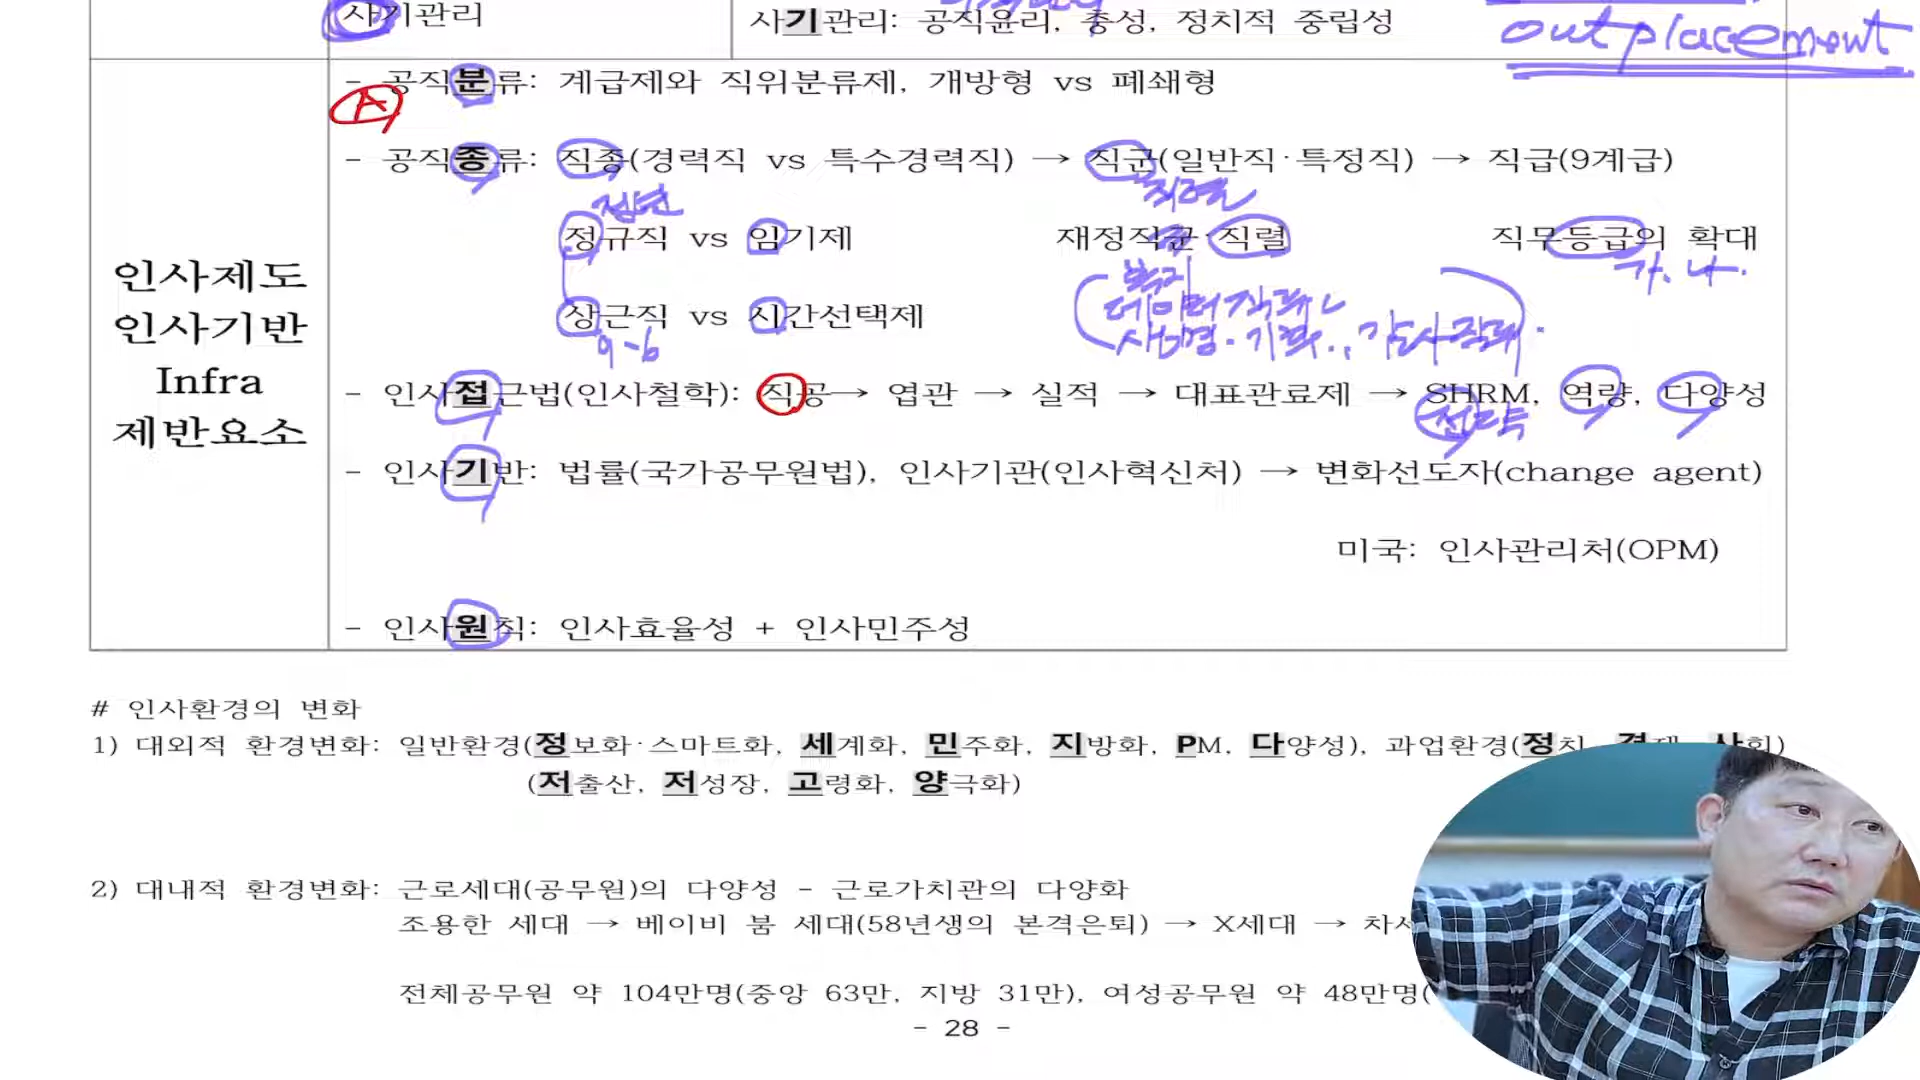 사기관리
사기관리: 공직윤리, 충성, 정치적 중립성
outplacement
- 공직분류: 계급제와 직위분류제, 개방형 vs 폐쇄형
A
- 공직종류: 직종(경력직 vs 특수경력직) → 직군(일반직·특정직) → 직급(9계급)
정년
직렬
정규직 vs 임기제
재정직군·직렬
직무등급의 확대
가. 나.
상근직 vs 시간선택제
9-6
인사제도
인사기반
Infra
제반요소
- 인사접근법(인사철학): 직공→ 엽관 → 실적 → 대표관료제 → SHRM, 역량, 다양성
전략
- 인사기반: 법률(국가공무원법), 인사기관(인사혁신처) → 변화선도자(change agent)
미국: 인사관리처(OPM)
- 인사원칙: 인사효율성 + 인사민주성
# 인사환경의 변화
1) 대외적 환경변화: 일반환경(정보화·스마트화, 세계화, 민주화, 지방화, PM, 다양성), 과업환경(정치, 경제, 사회)
(저출산, 저성장, 고령화, 양극화)
2) 대내적 환경변화: 근로세대(공무원)의 다양성 - 근로가치관의 다양화
조용한 세대 → 베이비 붐 세대(58년생의 본격은퇴) → X세대 → 차세
전체공무원 약 104만명(중앙 63만, 지방 31만), 여성공무원 약 48만명(
- 28 -